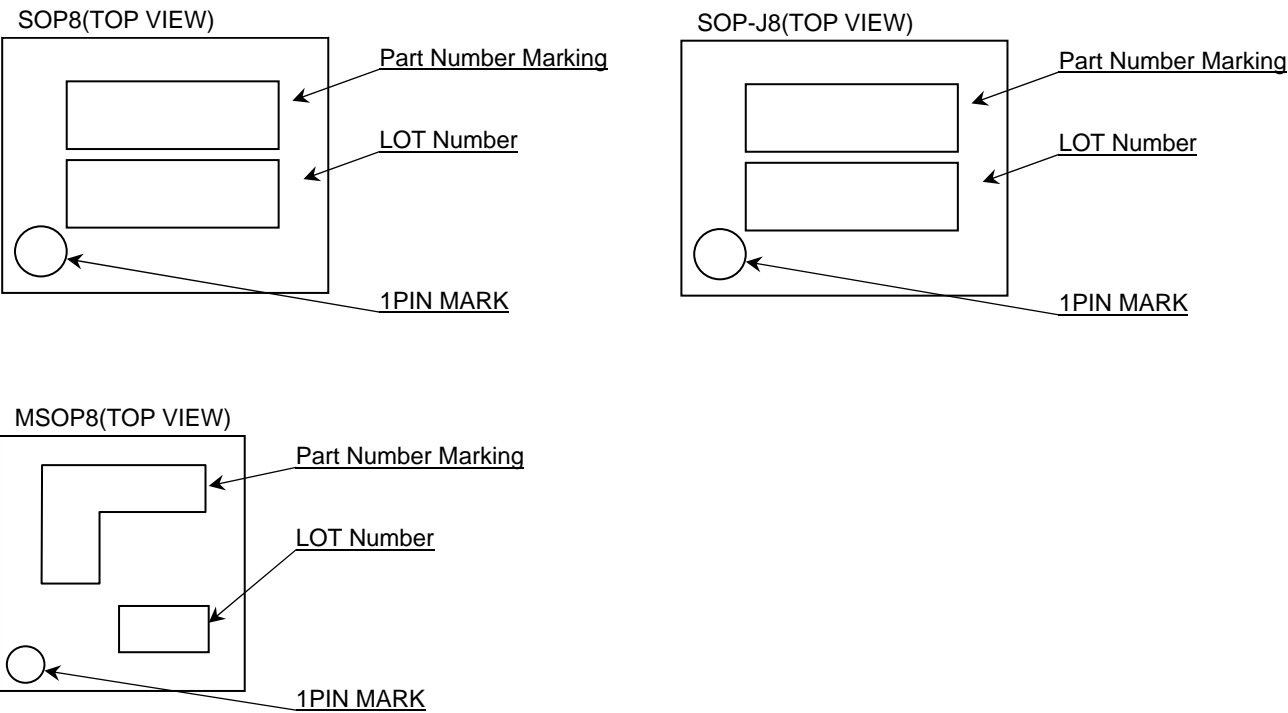 SOP8(TOP VIEW)
Part Number Marking
LOT Number
1PIN MARK
SOP-J8(TOP VIEW)
Part Number Marking
LOT Number
1PIN MARK
MSOP8(TOP VIEW)
Part Number Marking
LOT Number
1PIN MARK